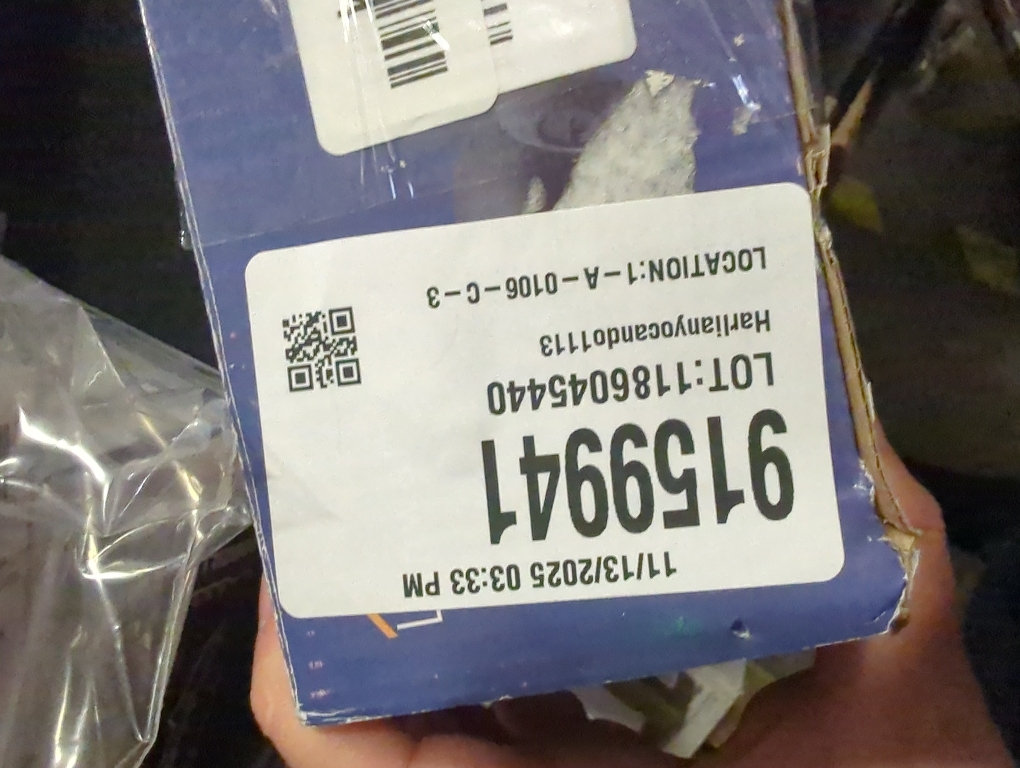 11/13/2025 03:33 PM
9159941
LOT:1186045440
Harlianyocando1113
LOCATION:1-A-0106-C-3